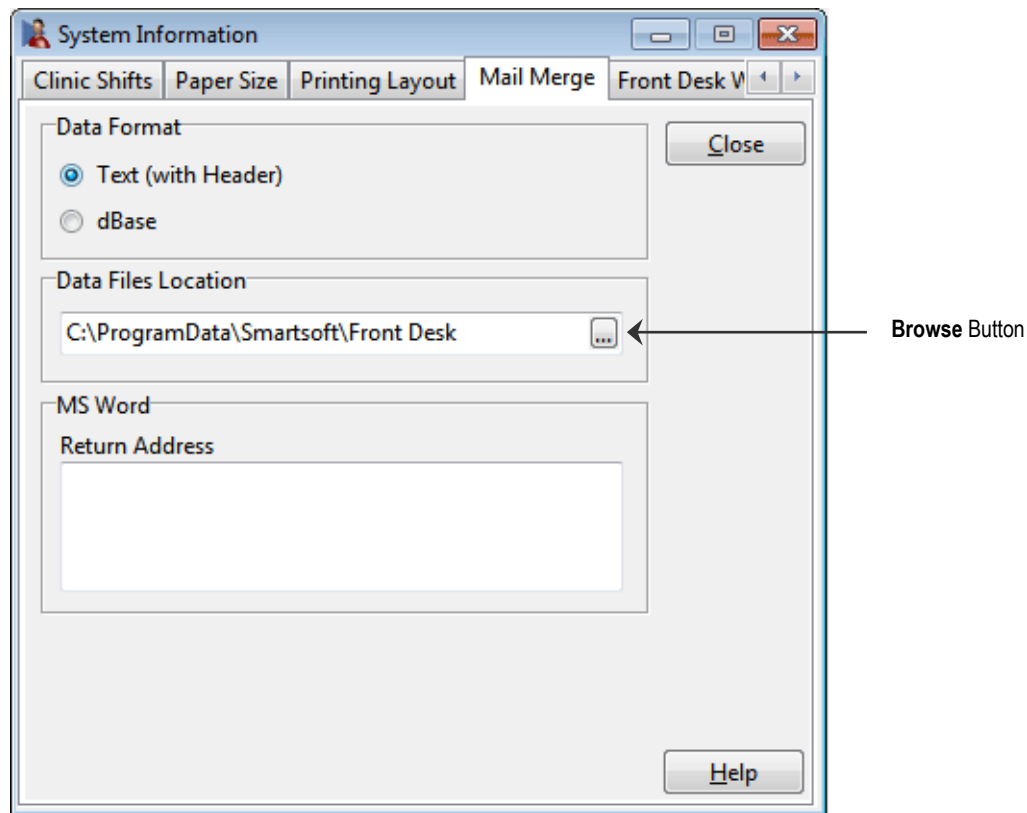 System Information
Clinic Shifts Paper Size Printing Layout Mail Merge Front Desk W
Data Format
Close
Text (with Header)
dBase
Data Files Location
C:\ProgramData\Smartsoft\Front Desk ...
Browse Button
MS Word
Return Address
Help